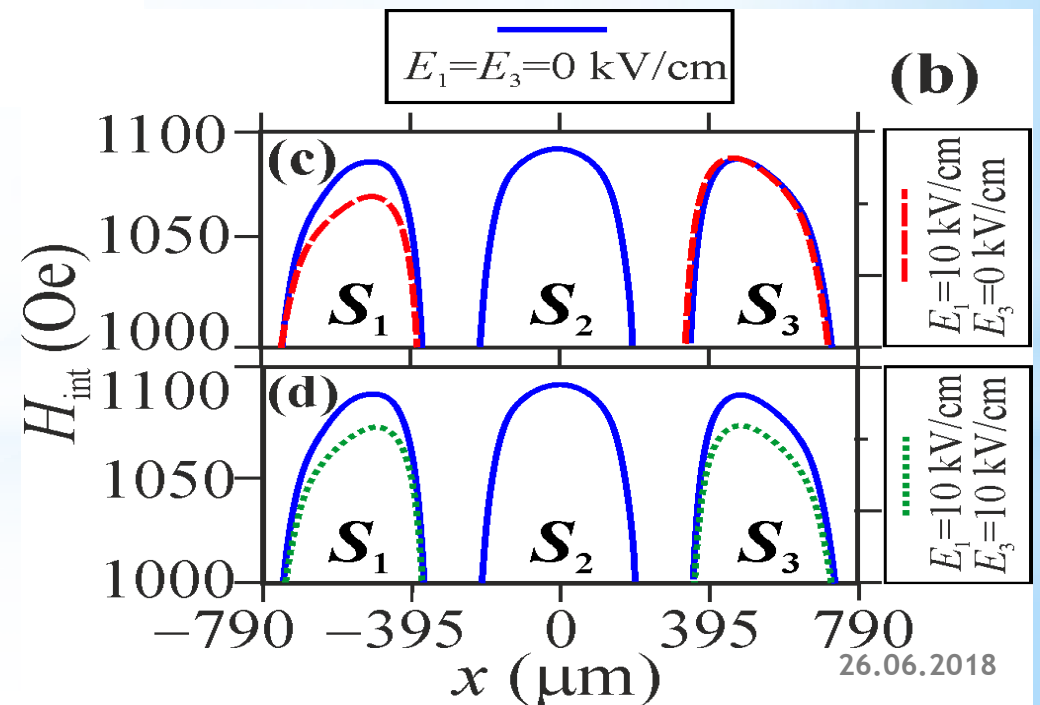 E₁=E₃=0 kV/cm
(b)
H_int (Oe)
1100
1050
1000
(c)
S₁
S₂
S₃
E₁=10 kV/cm
E₃=0 kV/cm
1100
1050
1000
(d)
S₁
S₂
S₃
E₁=10 kV/cm
E₃=10 kV/cm
−790 −395 0 395 790
x (μm)
26.06.2018